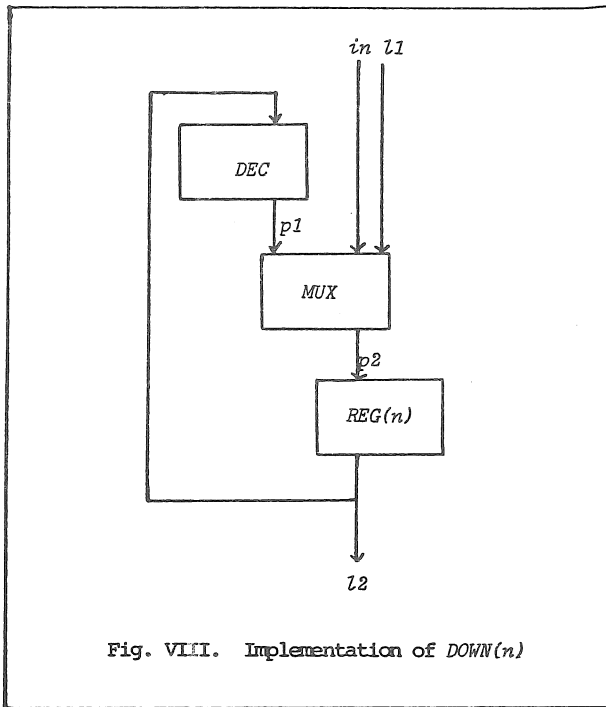 in l1
DEC
p1
MUX
p2
REG(n)
l2
Fig. VIII. Implementation of DOWN(n)